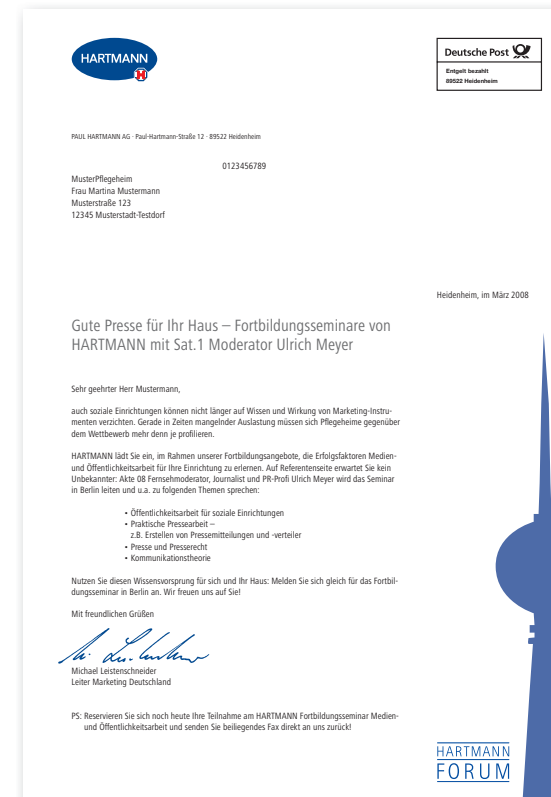 HARTMANN
Deutsche Post
Entgelt bezahlt
89522 Heidenheim
PAUL HARTMANN AG · Paul-Hartmann-Straße 12 · 89522 Heidenheim
0123456789
MusterPflegeheim
Frau Martina Mustermann
Musterstraße 123
12345 Musterstadt-Testdorf
Heidenheim, im März 2008
Gute Presse für Ihr Haus – Fortbildungsseminare von
HARTMANN mit Sat.1 Moderator Ulrich Meyer
Sehr geehrter Herr Mustermann,
auch soziale Einrichtungen können nicht länger auf Wissen und Wirkung von Marketing-Instru-
menten verzichten. Gerade in Zeiten mangelnder Auslastung müssen sich Pflegeheime gegenüber
dem Wettbewerb mehr denn je profilieren.
HARTMANN lädt Sie ein, im Rahmen unserer Fortbildungsangebote, die Erfolgsfaktoren Medien-
und Öffentlichkeitsarbeit für Ihre Einrichtung zu erlernen. Auf Referentenseite erwartet Sie kein
Unbekannter: Akte 08 Fernsehmoderator, Journalist und PR-Profi Ulrich Meyer wird das Seminar
in Berlin leiten und u.a. zu folgenden Themen sprechen:
• Öffentlichkeitsarbeit für soziale Einrichtungen
• Praktische Pressearbeit –
z.B. Erstellen von Pressemitteilungen und -verteiler
• Presse und Presserecht
• Kommunikationstheorie
Nutzen Sie diesen Wissensvorsprung für sich und Ihr Haus: Melden Sie sich gleich für das Fortbil-
dungsseminar in Berlin an. Wir freuen uns auf Sie!
Mit freundlichen Grüßen
Michael Leistenschneider
Leiter Marketing Deutschland
PS: Reservieren Sie sich noch heute Ihre Teilnahme am HARTMANN Fortbildungsseminar Medien-
und Öffentlichkeitsarbeit und senden Sie beiliegendes Fax direkt an uns zurück!
HARTMANN
FORUM